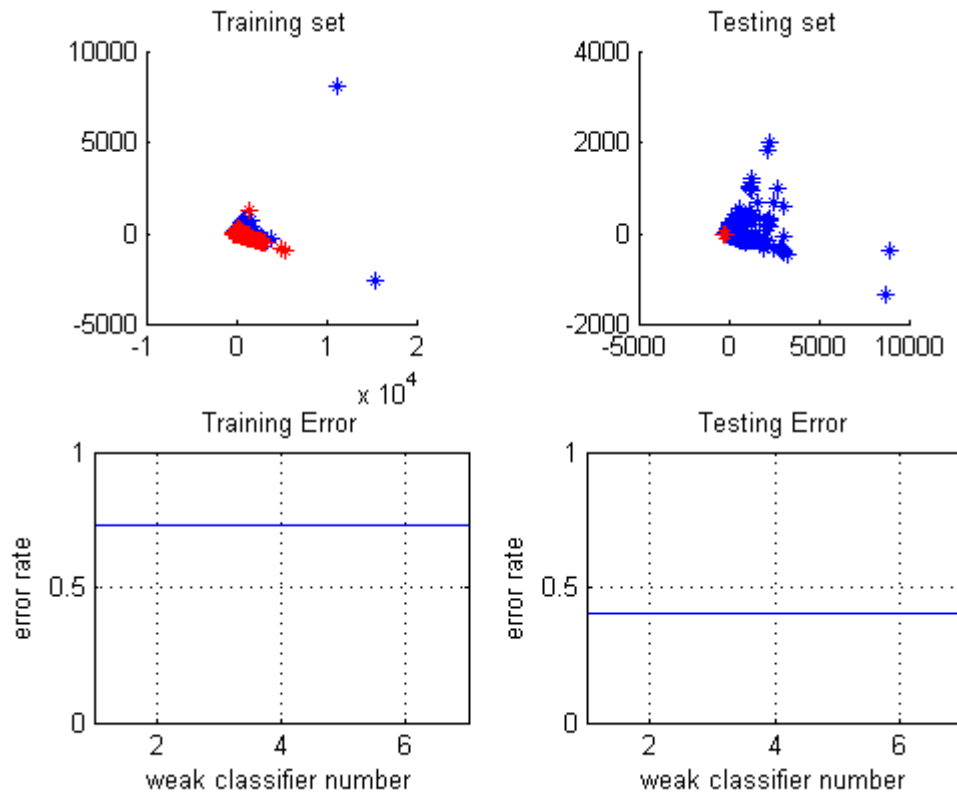 Training set
10000
5000
0
-5000
-1 0 1 2
x 10^4
Testing set
4000
2000
0
-2000
-5000 0 5000 10000
Training Error
error rate
1
0.5
0
2 4 6
weak classifier number
Testing Error
error rate
1
0.5
0
2 4 6
weak classifier number